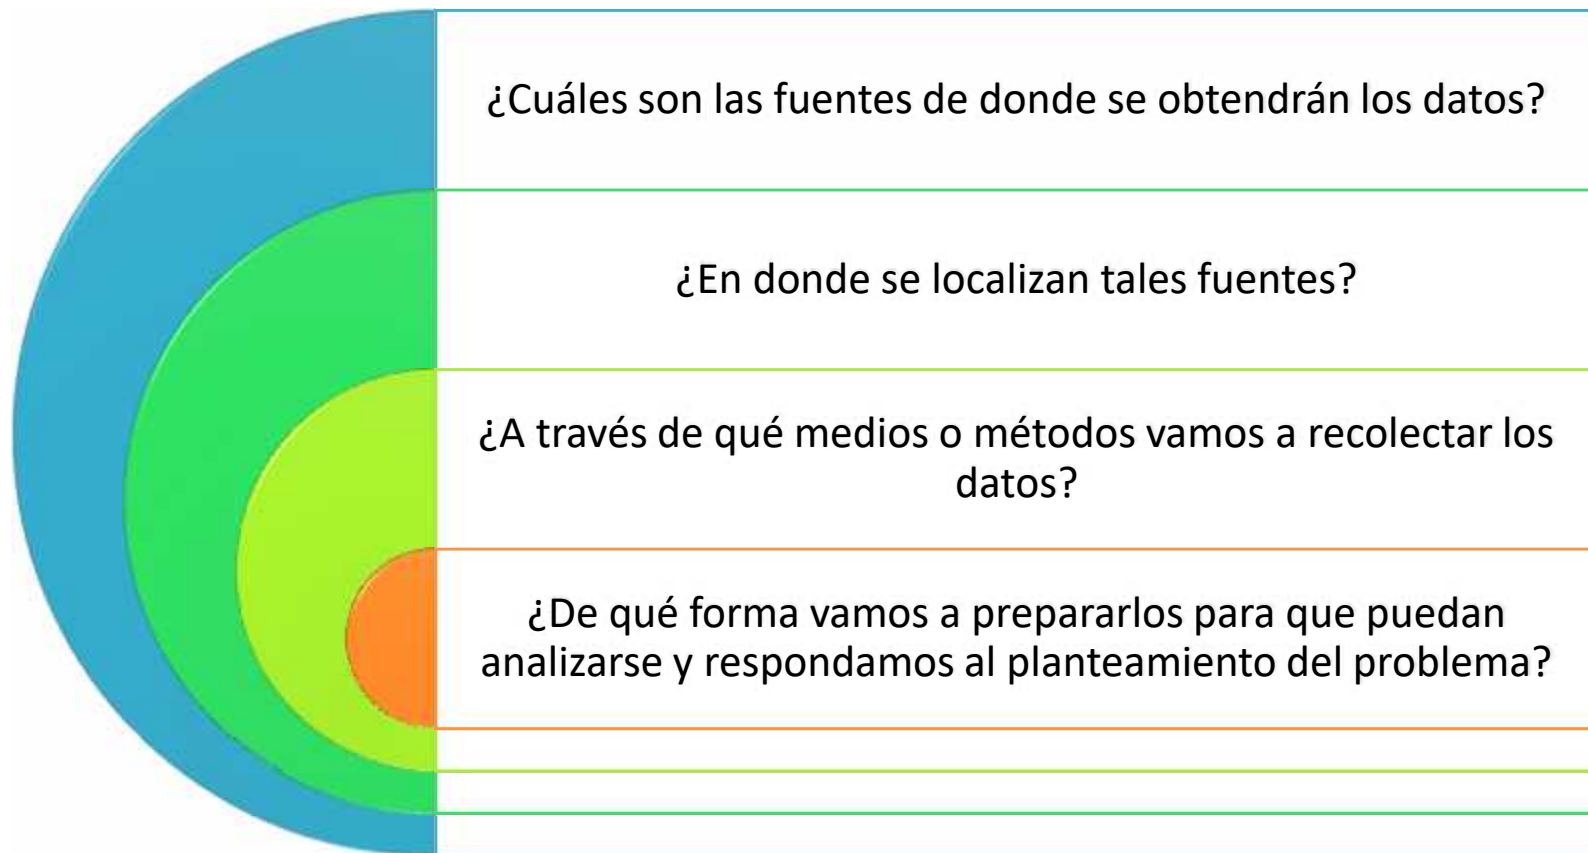 ¿Cuáles son las fuentes de donde se obtendrán los datos?
¿En donde se localizan tales fuentes?
¿A través de qué medios o métodos vamos a recolectar los
datos?
¿De qué forma vamos a prepararlos para que puedan
analizarse y respondamos al planteamiento del problema?